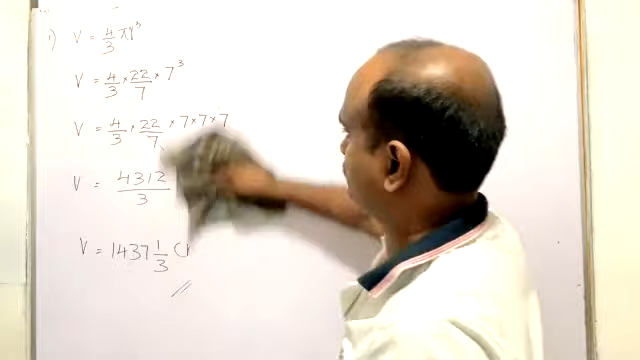 1) V = 4/3 πr³
V = 4/3 × 22/7 × 7³
V = 4/3 × 22/7 × 7 × 7 × 7
V = 4312/3
V = 1437 1/3 C